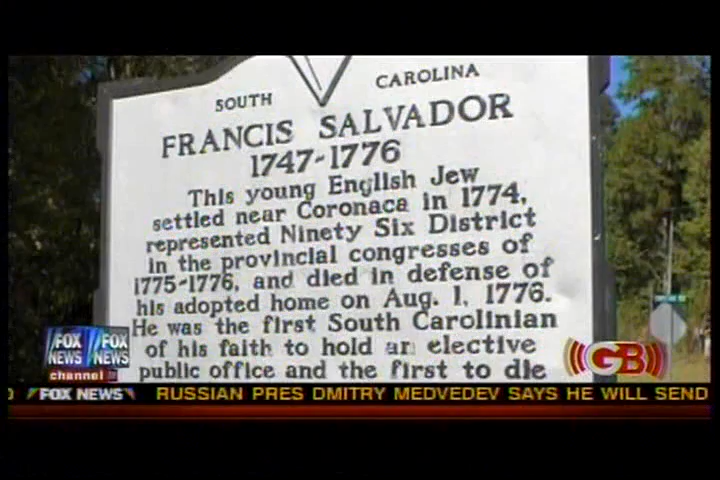 SOUTH CAROLINA
FRANCIS SALVADOR
1747-1776
This young English Jew
settled near Coronaca in 1774,
represented Ninety Six District
in the provincial congresses of
1775-1776, and died in defense of
his adopted home on Aug. 1, 1776.
He was the first South Carolinian
of his faith to hold an elective
public office and the first to die
FOX NEWS FOX NEWS
channel
GB
FOX NEWS RUSSIAN PRES DMITRY MEDVEDEV SAYS HE WILL SEND